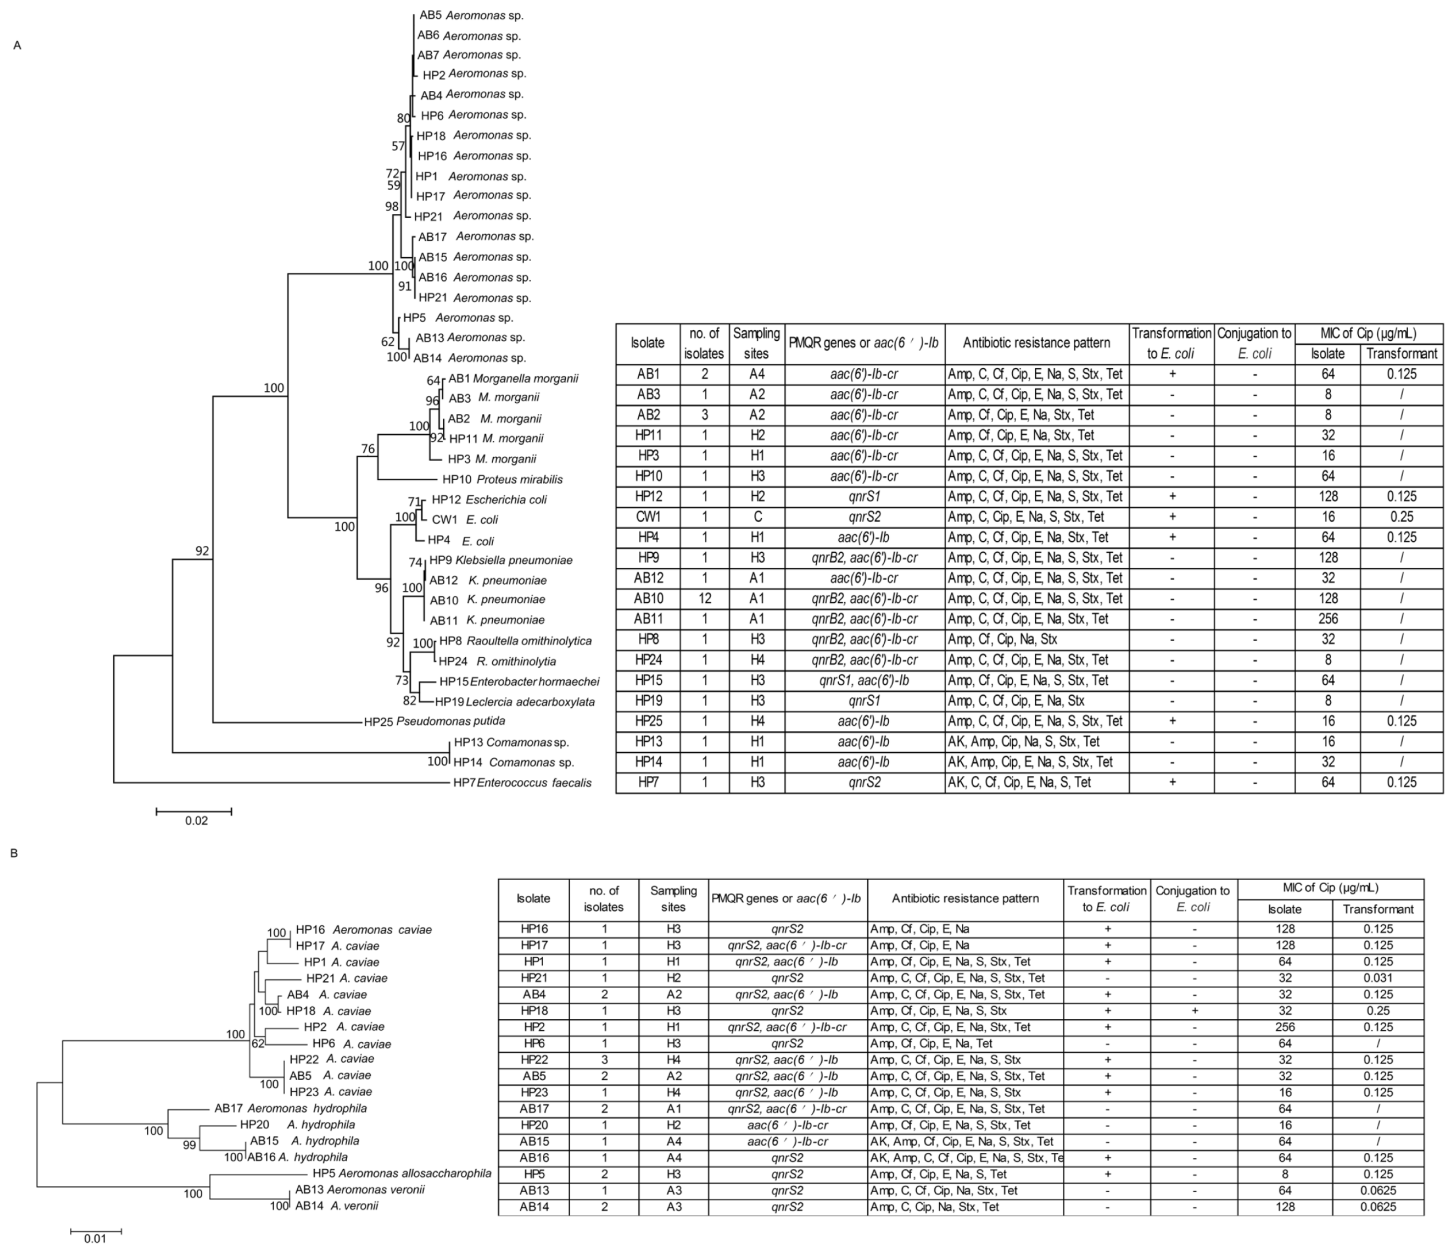 A
AB5 Aeromonas sp.
AB6 Aeromonas sp.
AB7 Aeromonas sp.
HP2 Aeromonas sp.
AB4 Aeromonas sp.
HP6 Aeromonas sp.
80
HP18 Aeromonas sp.
57
HP16 Aeromonas sp.
72
HP1 Aeromonas sp.
59
HP17 Aeromonas sp.
98
HP21 Aeromonas sp.
AB17 Aeromonas sp.
AB15 Aeromonas sp.
100 100
AB16 Aeromonas sp.
91
HP21 Aeromonas sp.
HP5 Aeromonas sp.
AB13 Aeromonas sp.
62
AB14 Aeromonas sp.
100
AB1 Morganella morganii
64
100
AB3 M. morganii
96
AB2 M. morganii
100
HP11 M. morganii
92
76
HP3 M. morganii
HP10 Proteus mirabilis
HP12 Escherichia coli
71
CW1 E. coli
100
100
HP4 E. coli
92
HP9 Klebsiella pneumoniae
74
AB12 K. pneumoniae
96
100
AB10 K. pneumoniae
AB11 K. pneumoniae
HP8 Raoultella ornithinolytica
92
100
HP24 R. ornithinolytia
HP15 Enterobacter hormaechei
73
HP19 Leclercia adecarboxylata
82
HP25 Pseudomonas putida
HP13 Comamonas sp.
HP14 Comamonas sp.
100
HP7 Enterococcus faecalis
0.02
Isolate no. of isolates Sampling sites PMQR genes or aac(6′)-Ib Antibiotic resistance pattern Transformation to E. coli Conjugation to E. coli MIC of Cip (μg/mL)
Isolate Transformant
AB1 2 A4 aac(6')-Ib-cr Amp, C, Cf, Cip, E, Na, S, Stx, Tet + - 64 0.125
AB3 1 A2 aac(6')-Ib-cr Amp, C, Cf, Cip, E, Na, S, Stx, Tet - - 8 /
AB2 3 A2 aac(6')-Ib-cr Amp, Cf, Cip, E, Na, Stx, Tet - - 8 /
HP11 1 H2 aac(6')-Ib-cr Amp, Cf, Cip, E, Na, Stx, Tet - - 32 /
HP3 1 H1 aac(6')-Ib-cr Amp, C, Cf, Cip, E, Na, S, Stx, Tet - - 16 /
HP10 1 H3 aac(6')-Ib-cr Amp, C, Cf, Cip, E, Na, S, Stx, Tet - - 64 /
HP12 1 H2 qnrS1 Amp, C, Cf, Cip, E, Na, S, Stx, Tet + - 128 0.125
CW1 1 C qnrS2 Amp, C, Cip, E, Na, S, Stx, Tet + - 16 0.25
HP4 1 H1 aac(6')-Ib Amp, C, Cf, Cip, E, Na, S, Stx, Tet + - 64 0.125
HP9 1 H3 qnrB2, aac(6')-Ib-cr Amp, C, Cf, Cip, E, Na, S, Stx, Tet - - 128 /
AB12 1 A1 aac(6')-Ib-cr Amp, C, Cf, Cip, E, Na, S, Stx, Tet - - 32 /
AB10 12 A1 qnrB2, aac(6')-Ib-cr Amp, C, Cf, Cip, E, Na, S, Stx, Tet - - 128 /
AB11 1 A1 qnrB2, aac(6')-Ib-cr Amp, C, Cf, Cip, E, Na, S, Stx, Tet - - 256 /
HP8 1 H3 qnrB2, aac(6')-Ib-cr Amp, Cf, Cip, Na, Stx - - 32 /
HP24 1 H4 qnrB2, aac(6')-Ib-cr Amp, C, Cf, Cip, E, Na, Stx, Tet - - 8 /
HP15 1 H3 qnrS1, aac(6')-Ib Amp, Cf, Cip, E, Na, S, Stx, Tet - - 64 /
HP19 1 H3 qnrS1 Amp, C, Cf, Cip, E, Na, Stx - - 8 /
HP25 1 H4 aac(6')-Ib Amp, C, Cf, Cip, E, Na, S, Stx, Tet + - 16 0.125
HP13 1 H1 aac(6')-Ib AK, Amp, Cip, Na, S, Stx, Tet - - 16 /
HP14 1 H1 aac(6')-Ib AK, Amp, Cip, E, Na, S, Stx, Tet - - 32 /
HP7 1 H3 qnrS2 AK, C, Cf, Cip, E, Na, S, Tet + - 64 0.125
B
HP16 Aeromonas caviae
100
HP17 A. caviae
HP1 A. caviae
HP21 A. caviae
AB4 A. caviae
HP18 A. caviae
100
HP2 A. caviae
100
HP6 A. caviae
62
HP22 A. caviae
AB5 A. caviae
100
HP23 A. caviae
AB17 Aeromonas hydrophila
HP20 A. hydrophila
100
AB15 A. hydrophila
99
AB16 A. hydrophila
100
HP5 Aeromonas allosaccharophila
AB13 Aeromonas veronii
100
AB14 A. veronii
100
0.01
Isolate no. of isolates Sampling sites PMQR genes or aac(6′)-Ib Antibiotic resistance pattern Transformation to E. coli Conjugation to E. coli MIC of Cip (μg/mL)
Isolate Transformant
HP16 1 H3 qnrS2 Amp, Cf, Cip, E, Na + - 128 0.125
HP17 1 H3 qnrS2, aac(6′)-Ib-cr Amp, Cf, Cip, E, Na + - 128 0.125
HP1 1 H1 qnrS2, aac(6′)-Ib Amp, Cf, Cip, E, Na, S, Stx, Tet + - 64 0.125
HP21 1 H2 qnrS2 Amp, C, Cf, Cip, E, Na, S, Stx, Tet - - 32 0.031
AB4 2 A2 qnrS2, aac(6′)-Ib Amp, C, Cf, Cip, E, Na, S, Stx, Tet + - 32 0.125
HP18 1 H3 qnrS2 Amp, Cf, Cip, E, Na, S, Stx + + 32 0.25
HP2 1 H1 qnrS2, aac(6′)-Ib-cr Amp, C, Cf, Cip, E, Na, Stx, Tet + - 256 0.125
HP6 1 H3 qnrS2 Amp, Cf, Cip, E, Na, Tet - - 64 /
HP22 3 H4 qnrS2, aac(6′)-Ib Amp, C, Cf, Cip, E, Na, S, Stx + - 32 0.125
AB5 2 A2 qnrS2, aac(6′)-Ib Amp, C, Cf, Cip, E, Na, S, Stx, Tet + - 32 0.125
HP23 1 H4 qnrS2, aac(6′)-Ib Amp, C, Cf, Cip, E, Na, S, Stx + - 16 0.125
AB17 2 A1 qnrS2, aac(6′)-Ib-cr Amp, C, Cf, Cip, E, Na, S, Stx, Tet - - 64 /
HP20 1 H2 aac(6′)-Ib-cr Amp, Cf, Cip, E, Na, S, Stx, Tet - - 16 /
AB15 1 A4 aac(6′)-Ib-cr AK, Amp, Cf, Cip, E, Na, S, Stx, Tet - - 64 /
AB16 1 A4 qnrS2 AK, Amp, C, Cf, Cip, E, Na, S, Stx, Te + - 64 0.125
HP5 2 H3 qnrS2 Amp, Cf, Cip, E, Na, S, Tet + - 8 0.125
AB13 1 A3 qnrS2 Amp, C, Cf, Cip, Na, Stx, Tet - - 64 0.0625
AB14 2 A3 qnrS2 Amp, C, Cip, Na, Stx, Tet - - 128 0.0625